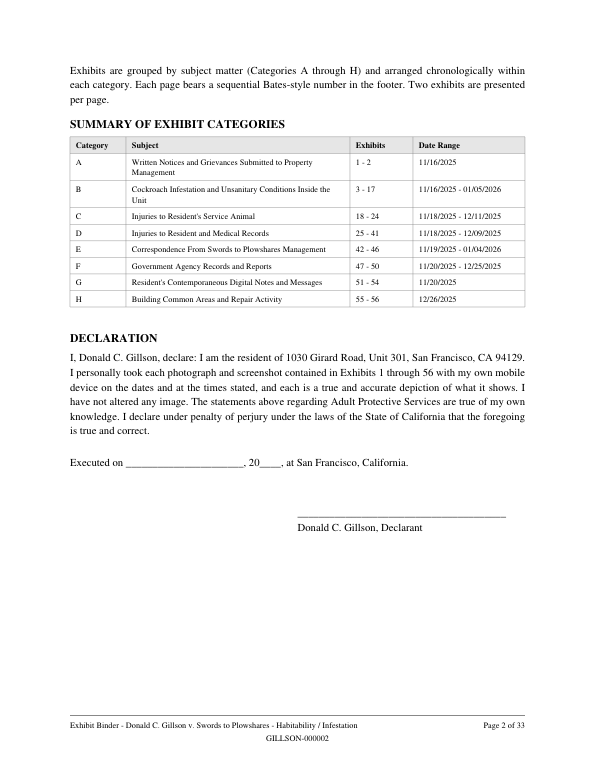 Exhibits are grouped by subject matter (Categories A through H) and arranged chronologically within
each category. Each page bears a sequential Bates-style number in the footer. Two exhibits are presented
per page.
SUMMARY OF EXHIBIT CATEGORIES
Category Subject Exhibits Date Range
A Written Notices and Grievances Submitted to Property 1 - 2 11/16/2025
Management
B Cockroach Infestation and Unsanitary Conditions Inside the 3 - 17 11/16/2025 - 01/05/2026
Unit
C Injuries to Resident's Service Animal 18 - 24 11/18/2025 - 12/11/2025
D Injuries to Resident and Medical Records 25 - 41 11/18/2025 - 12/09/2025
E Correspondence From Swords to Plowshares Management 42 - 46 11/19/2025 - 01/04/2026
F Government Agency Records and Reports 47 - 50 11/20/2025 - 12/25/2025
G Resident's Contemporaneous Digital Notes and Messages 51 - 54 11/20/2025
H Building Common Areas and Repair Activity 55 - 56 12/26/2025
DECLARATION
I, Donald C. Gillson, declare: I am the resident of 1030 Girard Road, Unit 301, San Francisco, CA 94129.
I personally took each photograph and screenshot contained in Exhibits 1 through 56 with my own mobile
device on the dates and at the times stated, and each is a true and accurate depiction of what it shows. I
have not altered any image. The statements above regarding Adult Protective Services are true of my own
knowledge. I declare under penalty of perjury under the laws of the State of California that the foregoing
is true and correct.
Executed on _______________________, 20____, at San Francisco, California.
________________________________________
Donald C. Gillson, Declarant
Exhibit Binder - Donald C. Gillson v. Swords to Plowshares - Habitability / Infestation Page 2 of 33
GILLSON-000002